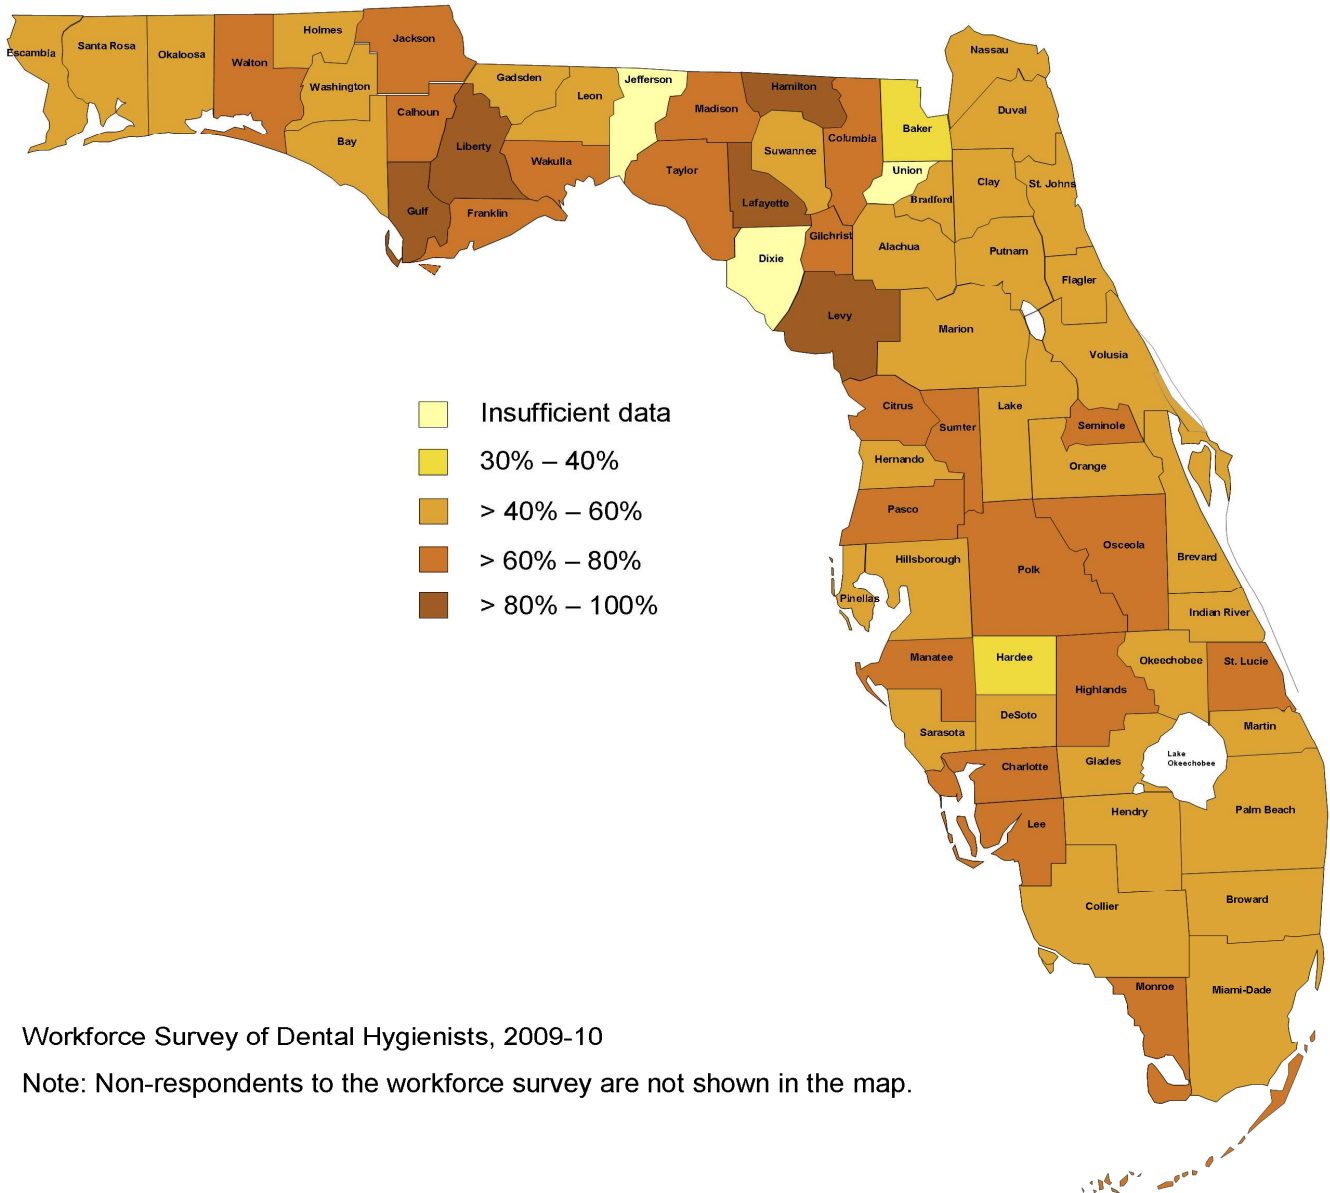 Escambia
Santa Rosa
Okaloosa
Walton
Holmes
Washington
Jackson
Bay
Calhoun
Gulf
Liberty
Franklin
Gadsden
Leon
Wakulla
Jefferson
Madison
Taylor
Hamilton
Suwannee
Lafayette
Dixie
Columbia
Gilchrist
Levy
Baker
Union
Bradford
Alachua
Nassau
Duval
Clay
St. Johns
Putnam
Flagler
Marion
Volusia
Citrus
Sumter
Lake
Seminole
Hernando
Orange
Pasco
Hillsborough
Pinellas
Polk
Osceola
Brevard
Indian River
Manatee
Hardee
Highlands
Okeechobee
St. Lucie
Sarasota
DeSoto
Martin
Charlotte
Glades
Lake
Okeechobee
Lee
Hendry
Palm Beach
Collier
Broward
Monroe
Miami-Dade
Insufficient data
30% – 40%
> 40% – 60%
> 60% – 80%
> 80% – 100%
Workforce Survey of Dental Hygienists, 2009-10
Note: Non-respondents to the workforce survey are not shown in the map.